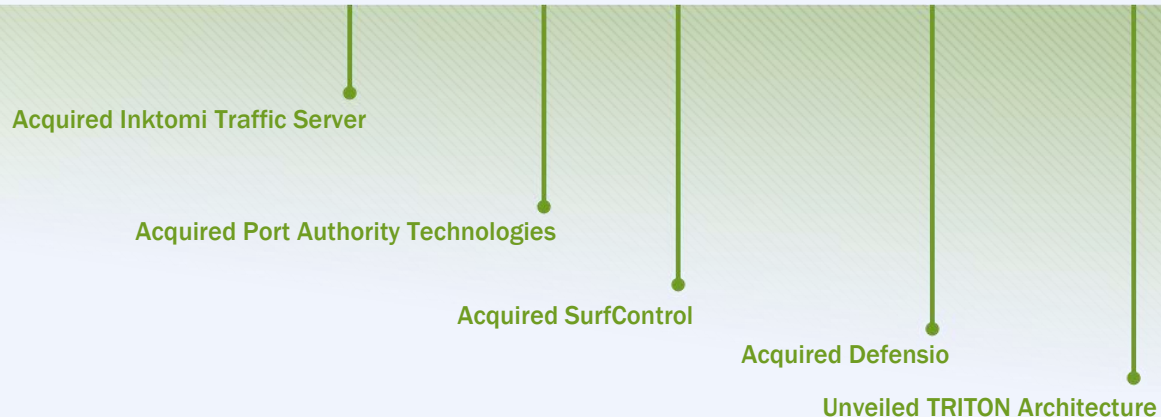 Acquired Inktomi Traffic Server
Acquired Port Authority Technologies
Acquired SurfControl
Acquired Defensio
Unveiled TRITON Architecture